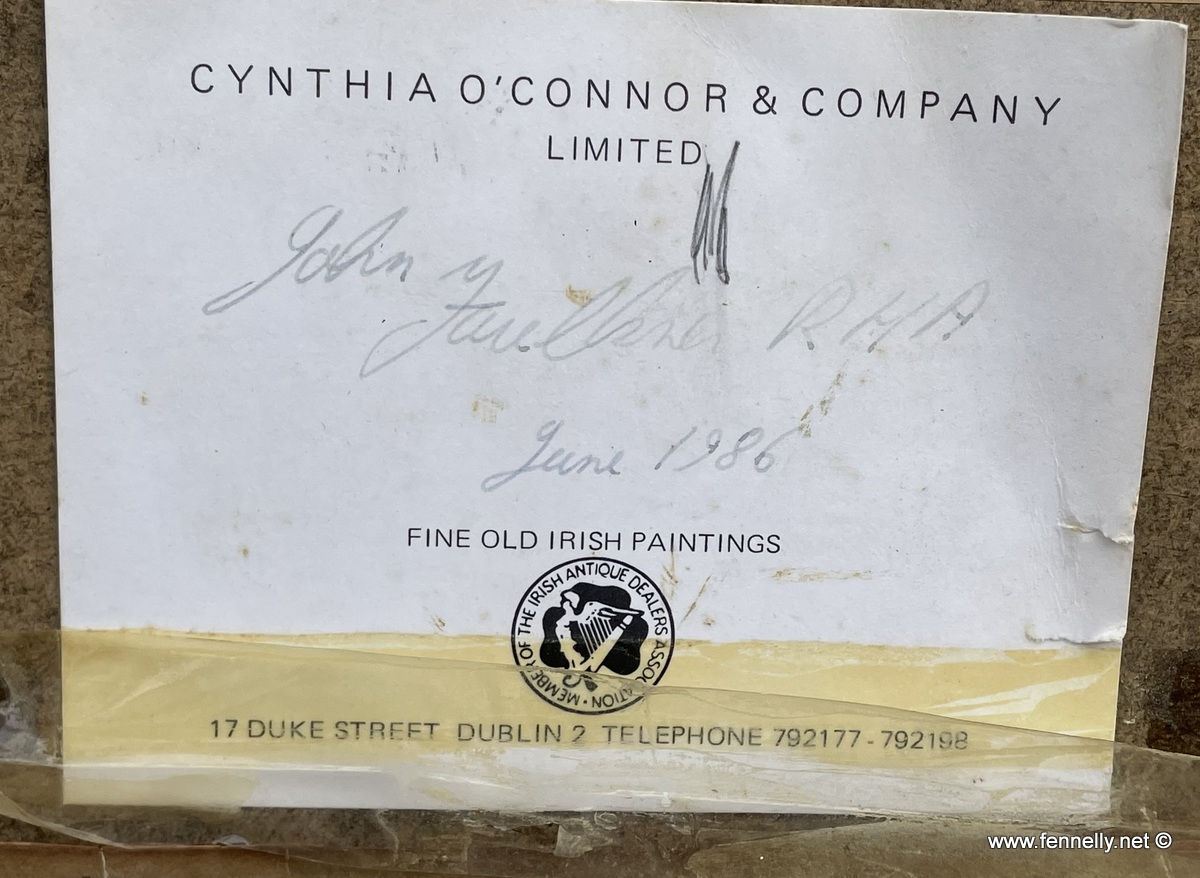 CYNTHIA O'CONNOR & COMPANY
LIMITED
John
Faulkner R H A
June 1986
FINE OLD IRISH PAINTINGS
MEMBER OF THE IRISH ANTIQUE DEALERS ASSOCIATION
17 DUKE STREET DUBLIN 2 TELEPHONE 792177 - 792198
www.fennelly.net ©